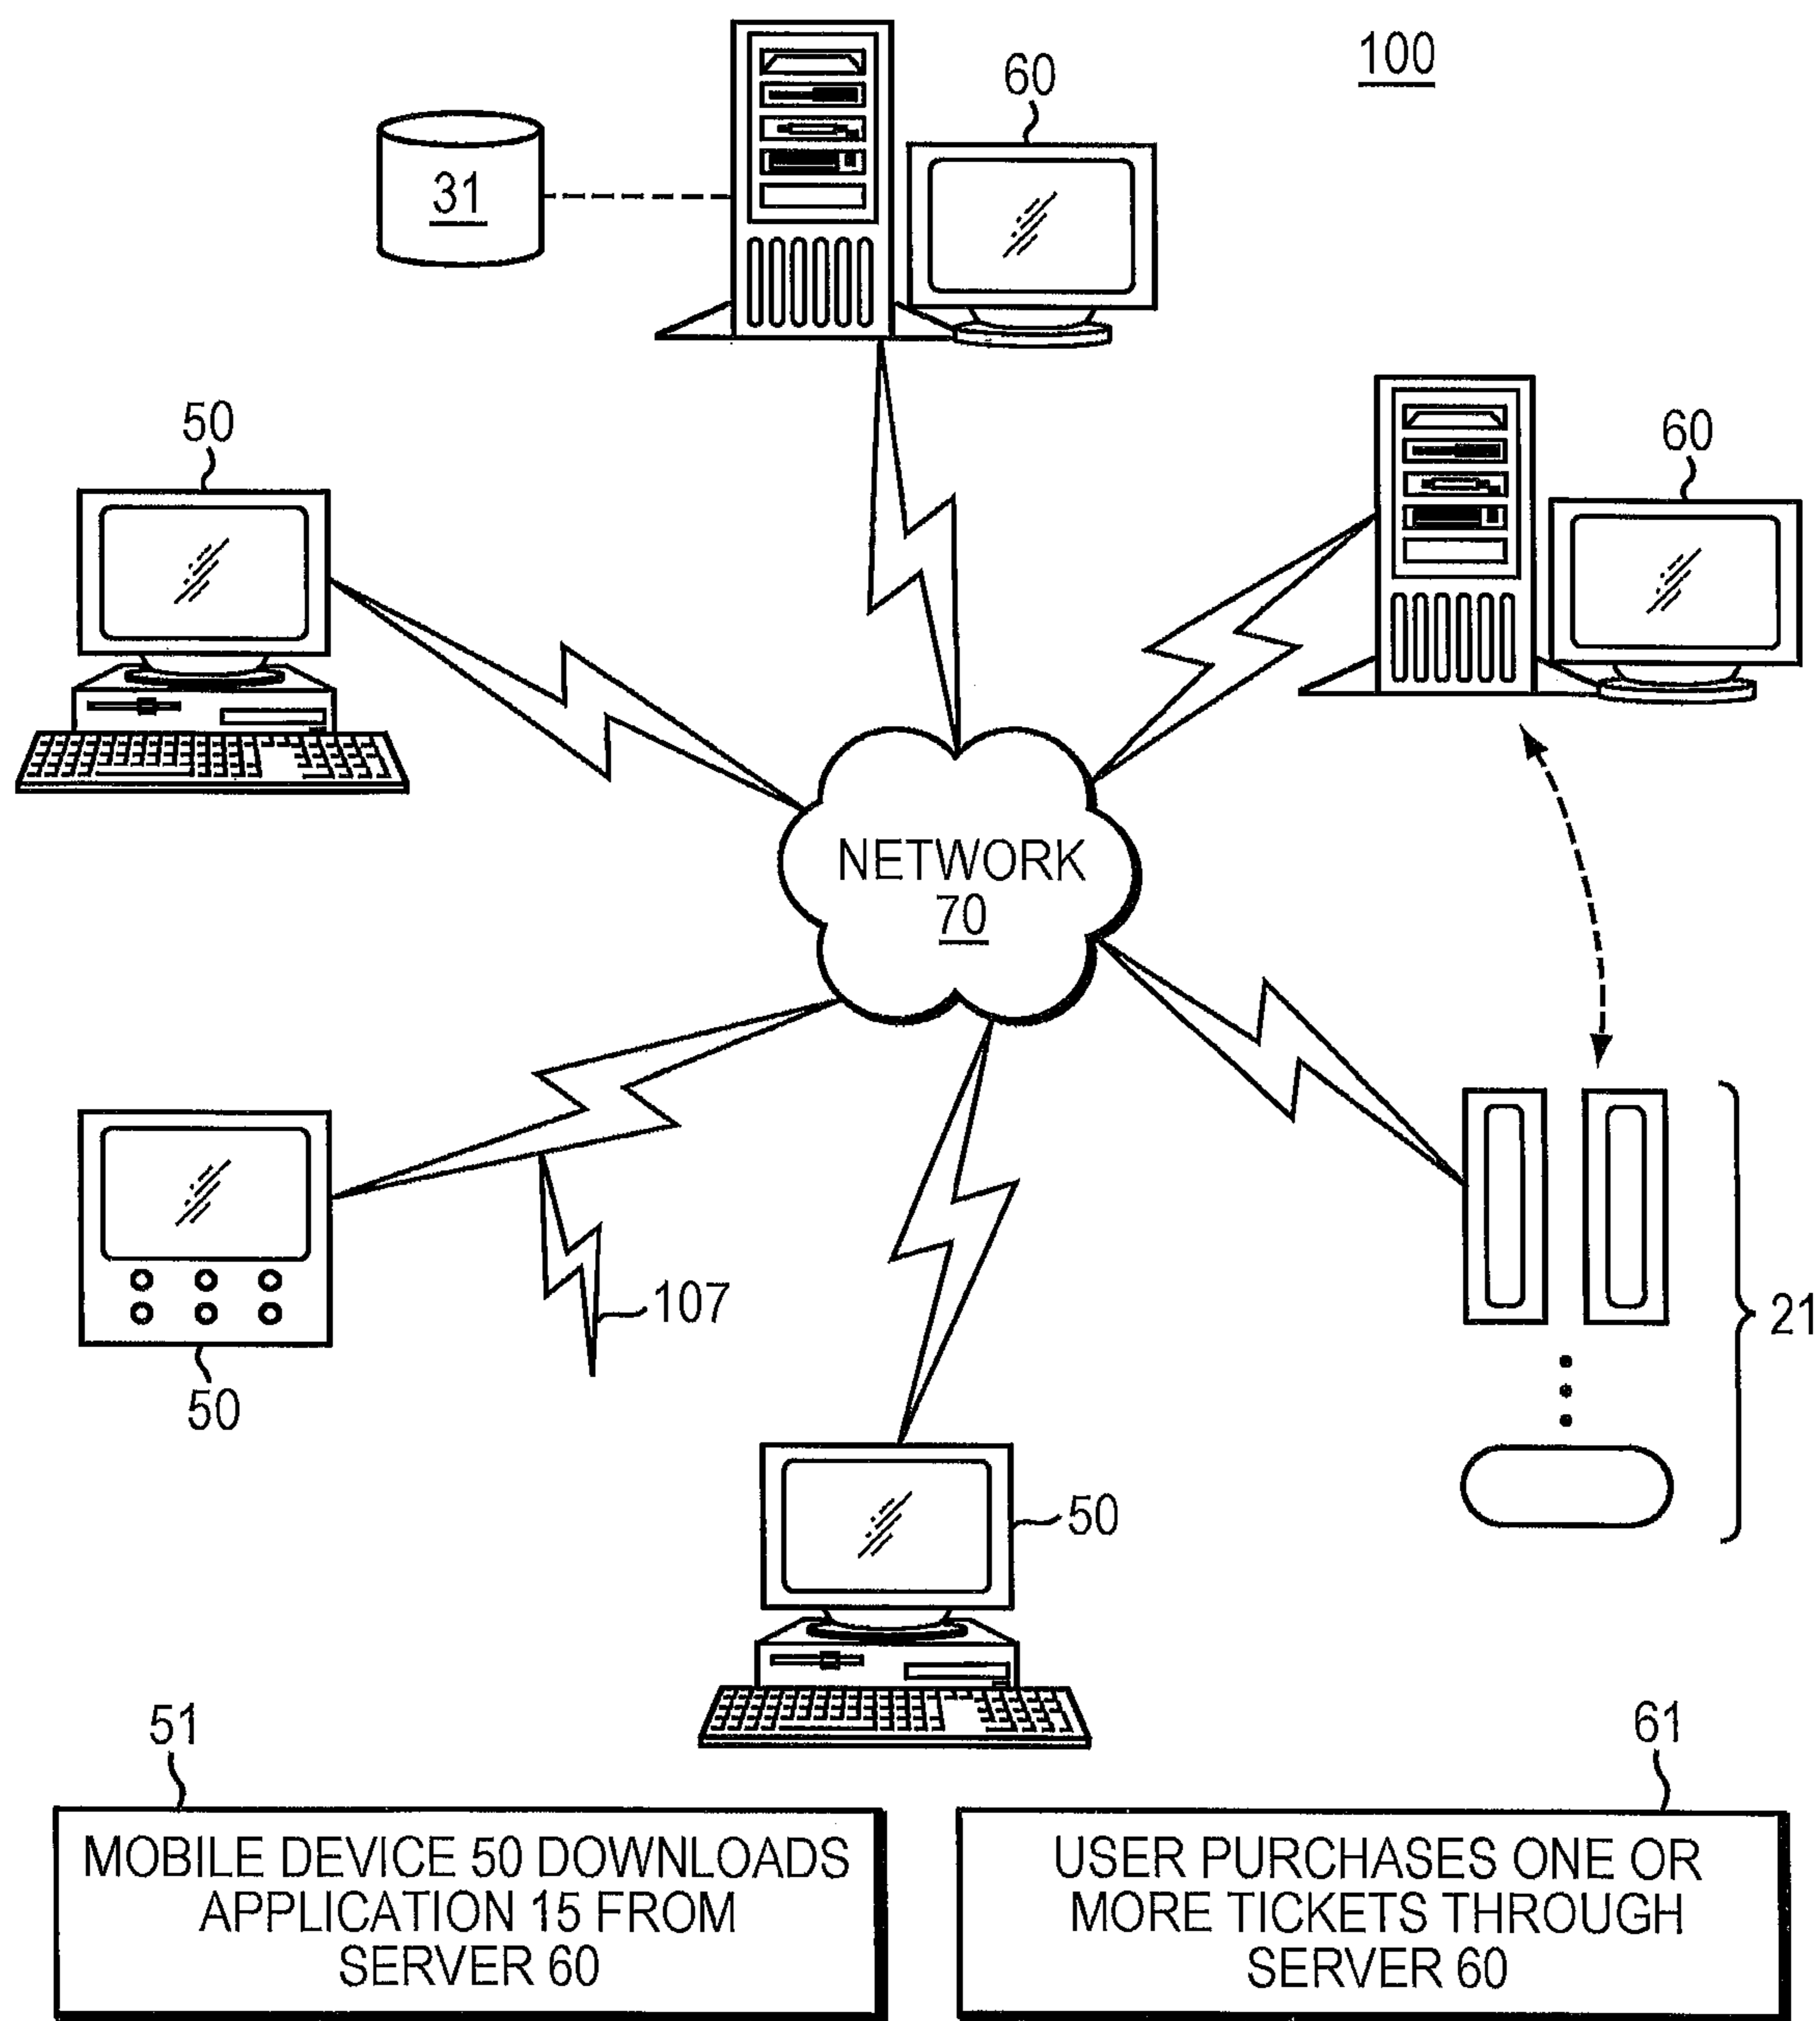 100
60
31
50
60
NETWORK
70
107
21
50
50
51
MOBILE DEVICE 50 DOWNLOADS
APPLICATION 15 FROM
SERVER 60
61
USER PURCHASES ONE OR
MORE TICKETS THROUGH
SERVER 60